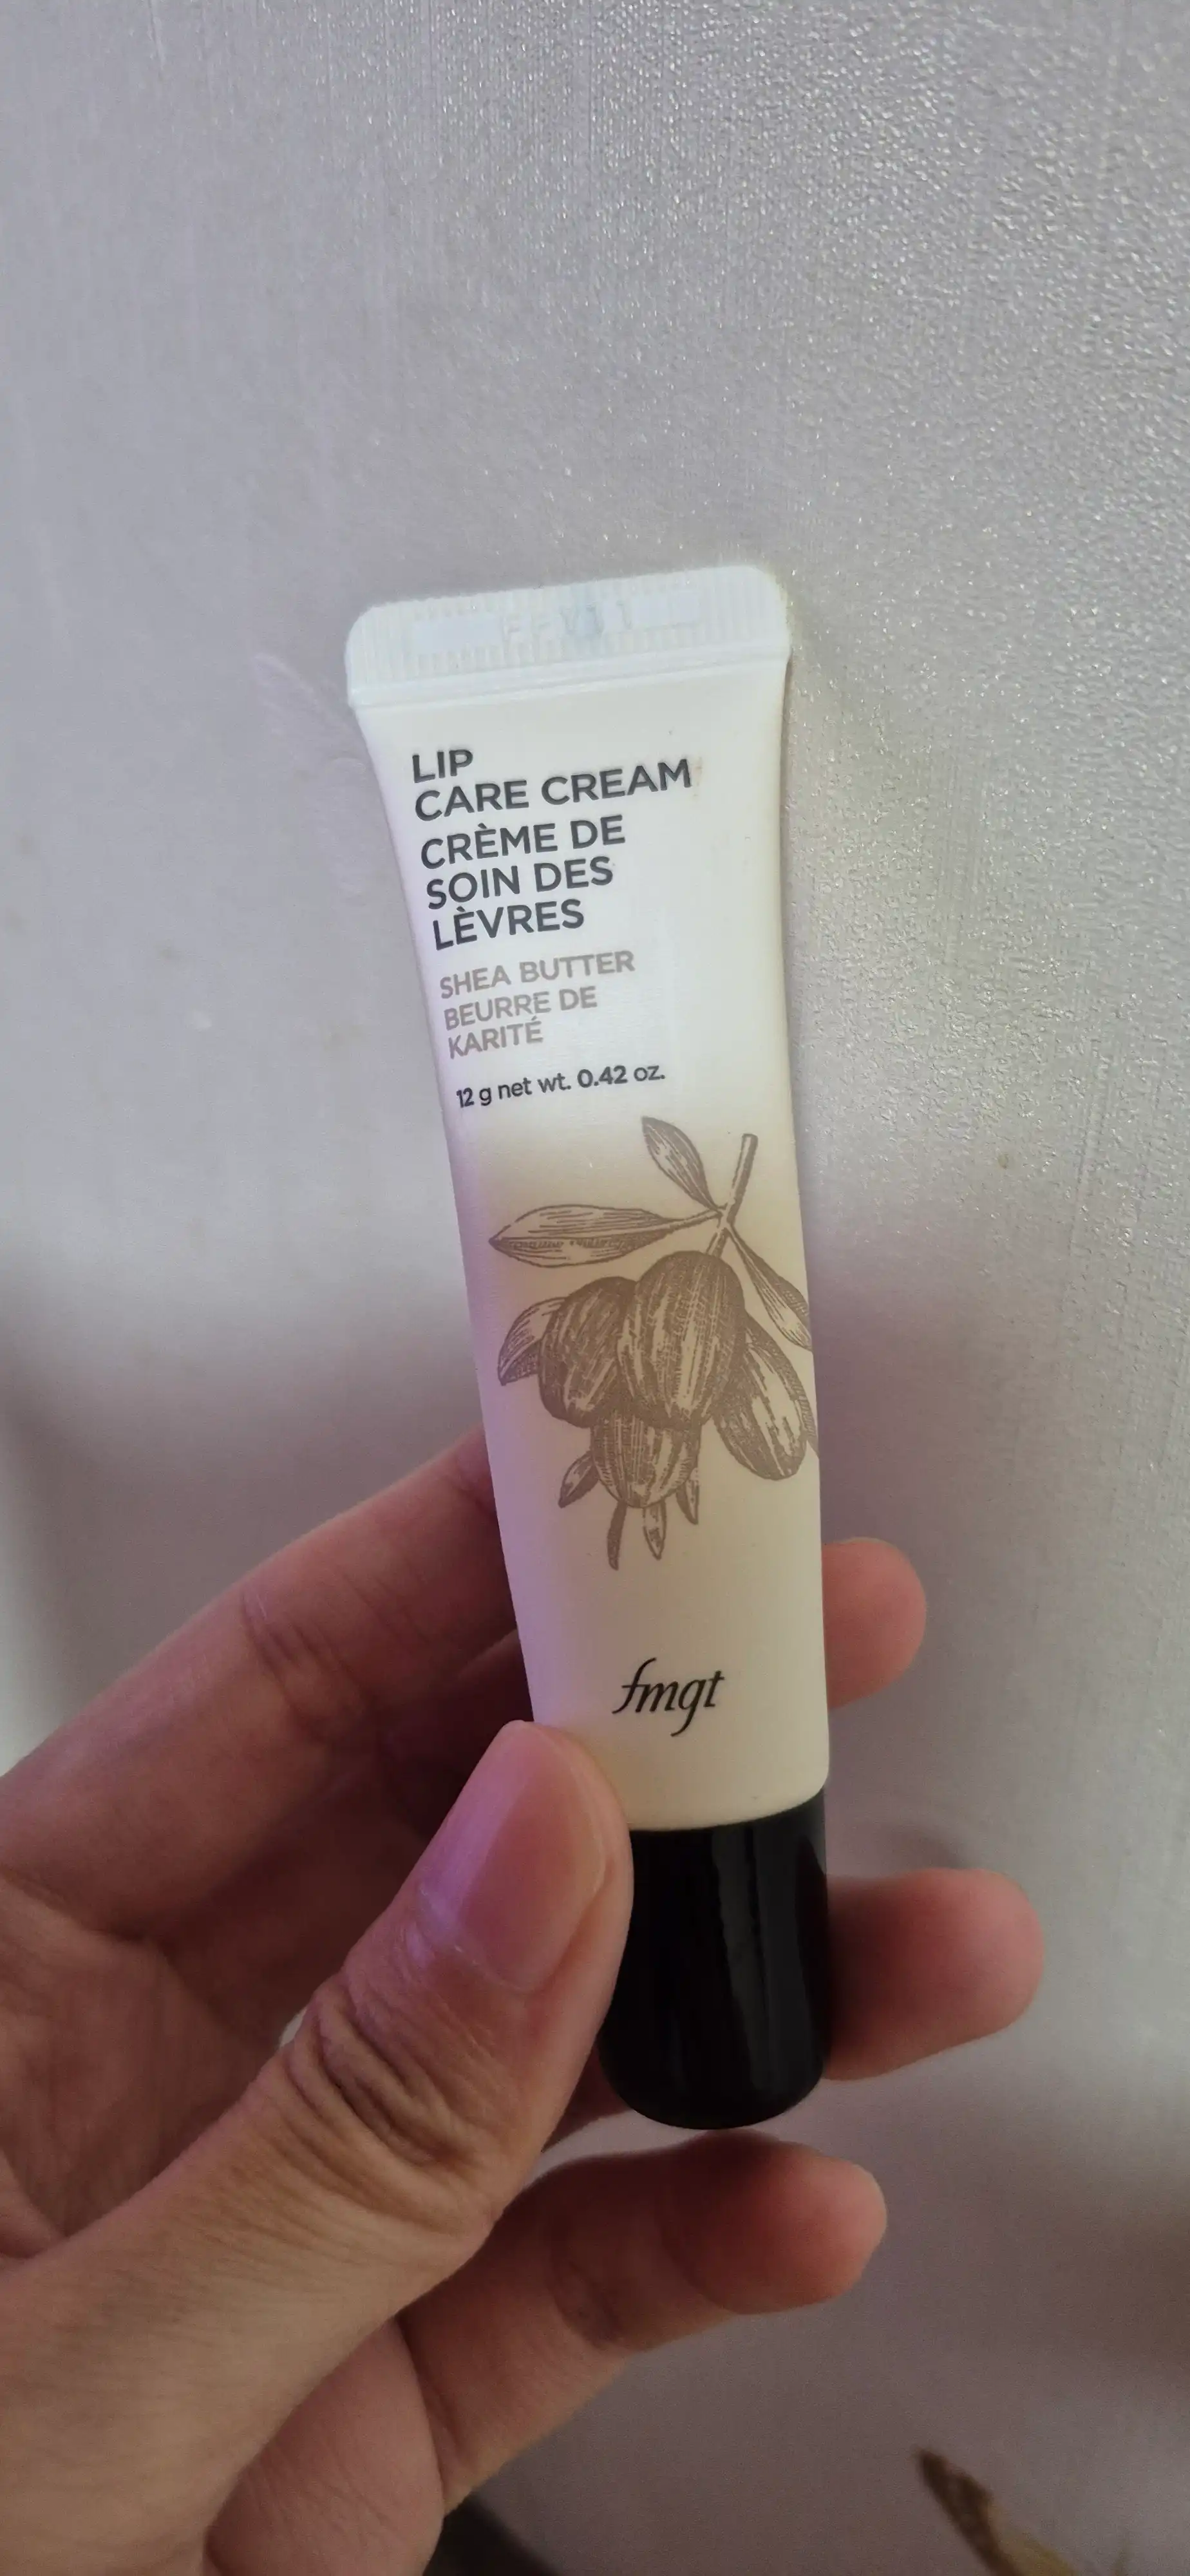 LIP
CARE CREAM
CRÈME DE
SOIN DES
LÈVRES
SHEA BUTTER
BEURRE DE
KARITÉ
12 g net wt. 0.42 oz.
fmgt